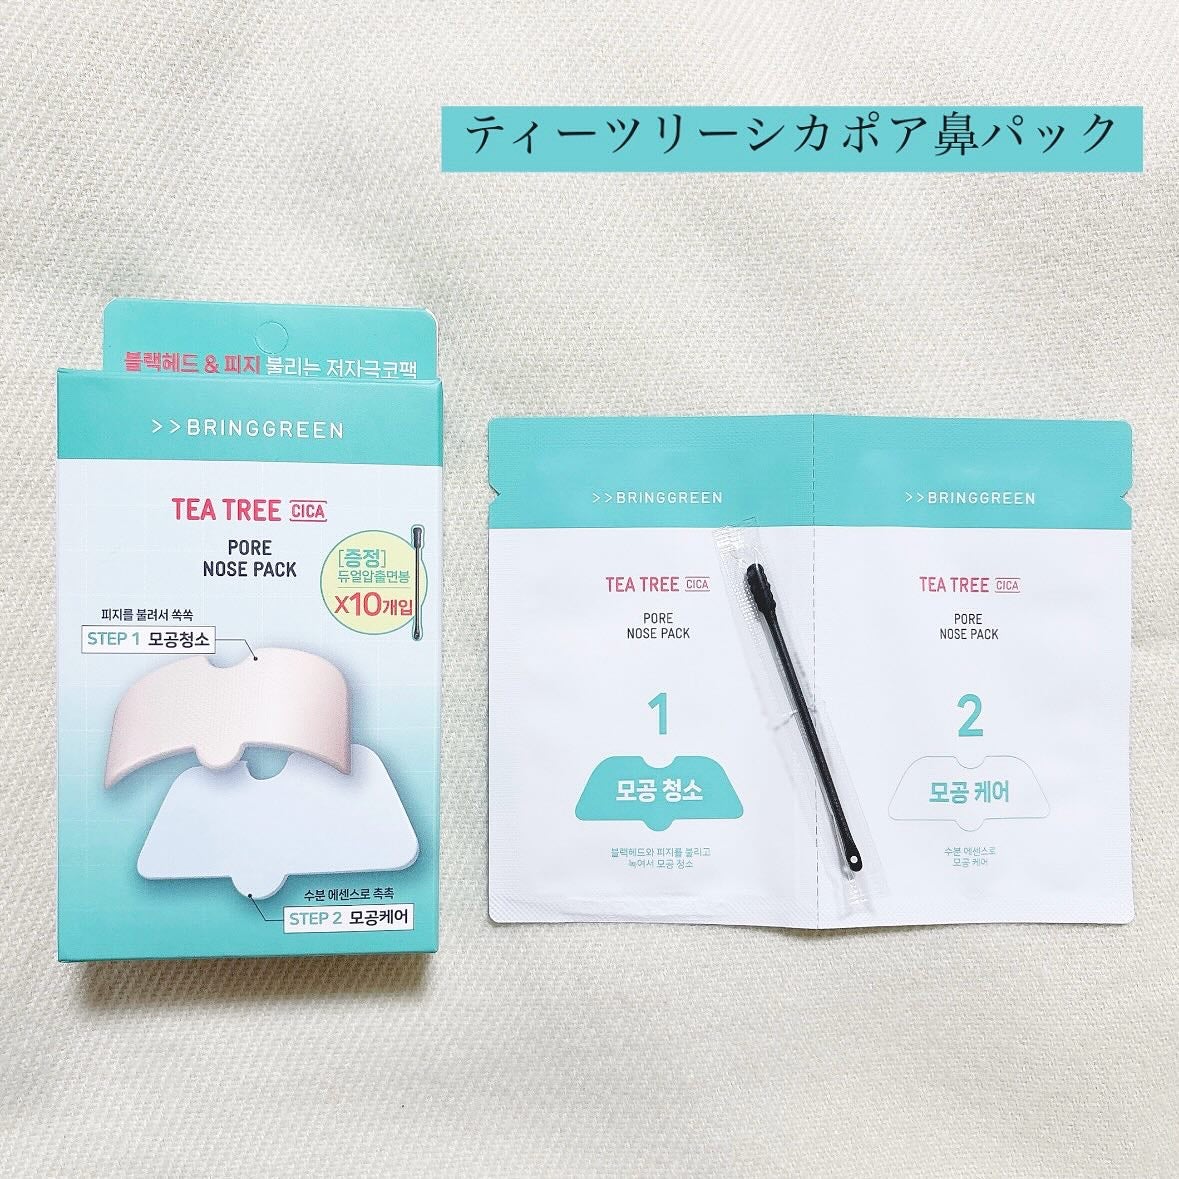 ティーツリーシカポア鼻パック
블랙헤드 & 피지 불리는 저자극코팩
>>BRINGGREEN
TEA TREE CICA
PORE
NOSE PACK
[증정]
듀얼압출면봉
X10개입
피지를 불려서 쏙쏙
STEP 1 모공청소
수분 에센스로 촉촉
STEP 2 모공케어
>>BRINGGREEN
TEA TREE CICA
PORE
NOSE PACK
1
모공 청소
블랙헤드와 피지를 불리고
녹여서 모공 청소
>>BRINGGREEN
TEA TREE CICA
PORE
NOSE PACK
2
모공 케어
수분 에센스로
모공 케어